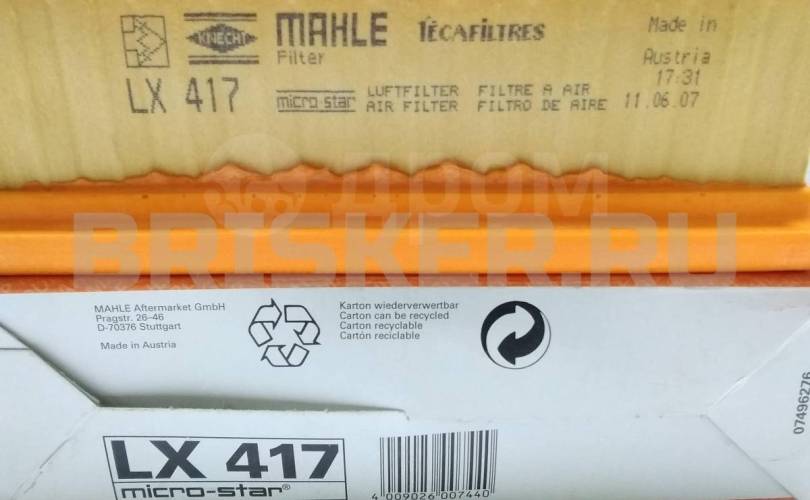 KNECHT MAHLE TECAFILTRES Made in
Filter Austria
LX 417 17:31
micro-star LUFTFILTER FILTRE A AIR
AIR FILTER FILTRO DE AIRE 11.06.07
ДРОМ
BRISKER.RU
MAHLE Aftermarket GmbH
Pragstr. 26-46
D-70376 Stuttgart
Made in Austria
Karton wiederverwertbar
Carton can be recycled
Carton recyclable
Cartón reciclable
07496276
LX 417
micro-star®
4 009026 007440